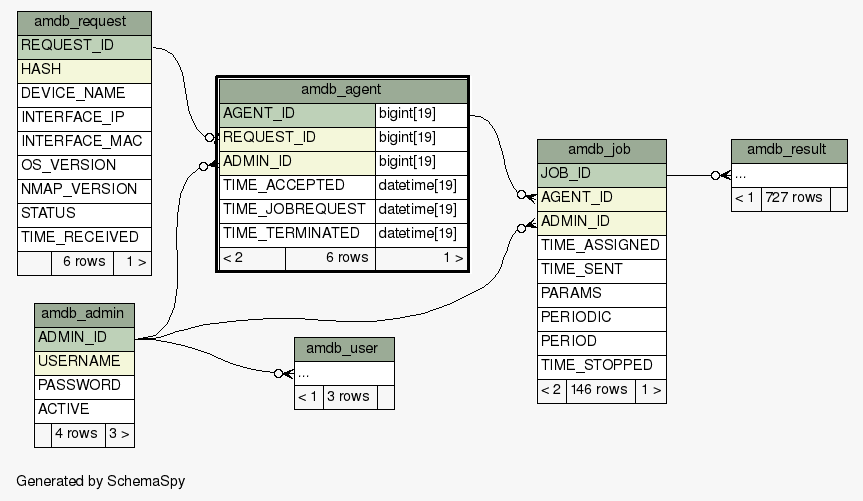 amdb_request
REQUEST_ID
HASH
DEVICE_NAME
INTERFACE_IP
INTERFACE_MAC
OS_VERSION
NMAP_VERSION
STATUS
TIME_RECEIVED
6 rows 1 >
amdb_agent
AGENT_ID bigint[19]
REQUEST_ID bigint[19]
ADMIN_ID bigint[19]
TIME_ACCEPTED datetime[19]
TIME_JOBREQUEST datetime[19]
TIME_TERMINATED datetime[19]
< 2 6 rows 1 >
amdb_job
JOB_ID
AGENT_ID
ADMIN_ID
TIME_ASSIGNED
TIME_SENT
PARAMS
PERIODIC
PERIOD
TIME_STOPPED
< 2 146 rows 1 >
amdb_result
...
< 1 727 rows
amdb_admin
ADMIN_ID
USERNAME
PASSWORD
ACTIVE
4 rows 3 >
amdb_user
...
< 1 3 rows
Generated by SchemaSpy